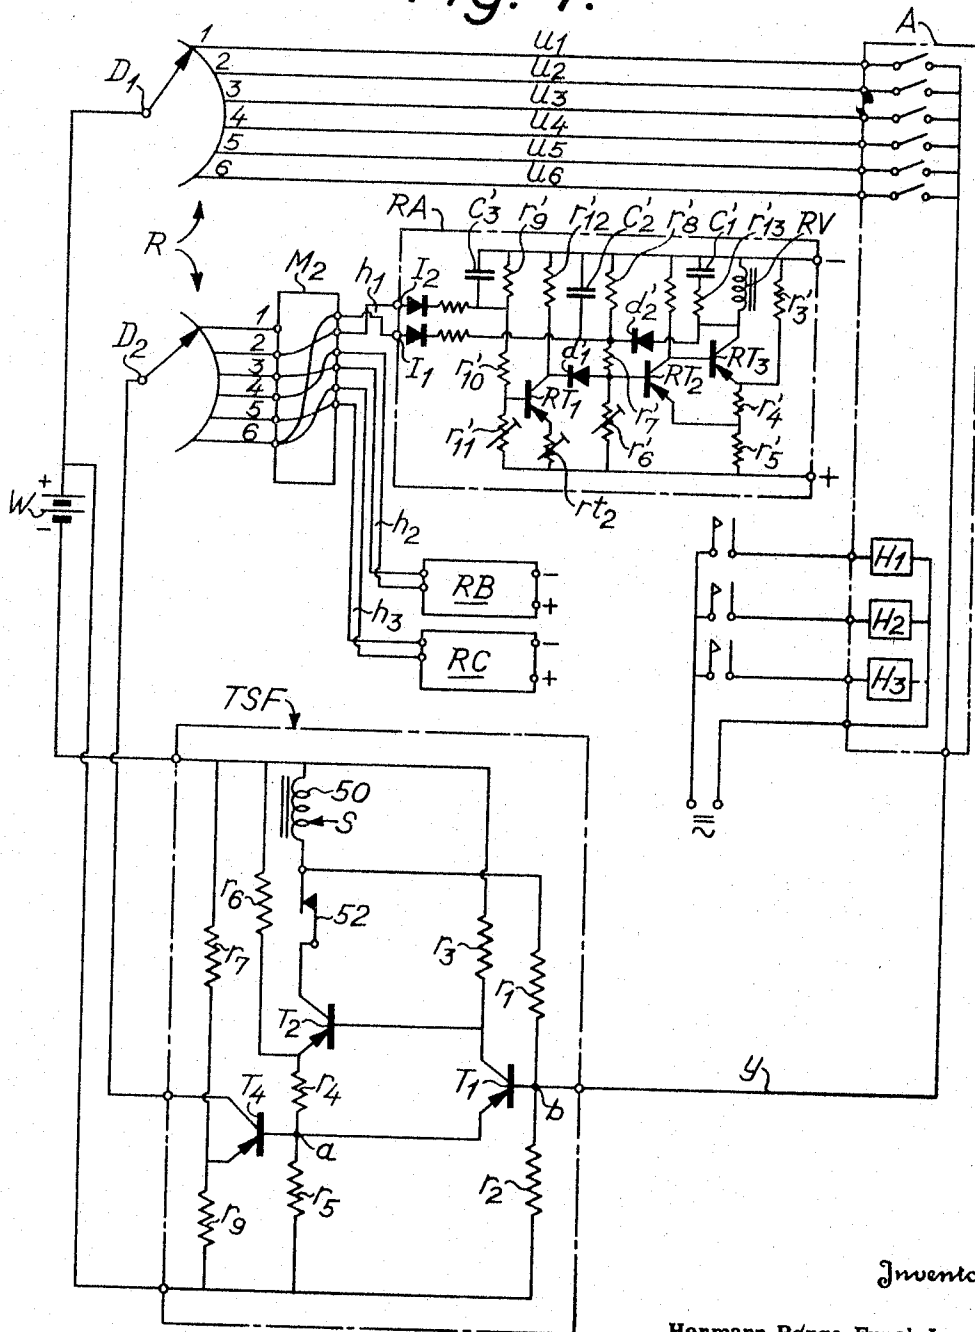 Fig. 1.
A
1 u1
2 u2
3 u3
4 u4
5 u5
6 u6
D1
R
RA C'3 r'9 r'12 C'2 r'8 C'1 r'13 RV
−
M2
h1 I2
I1
d'2 r'3
D2
1
2
3
4
5
6
r'10 d'1 RT1 RT2 RT3
r'11 r'7 r'4
r'6 r'5
rt2
+
W
+
−
h2
h3
RB − +
RC − +
H1
H2
H3
TSF
50
S
r6
52
r7
r3
r1
T2
T4 r4 T1 b y
a
r5
r2
r9
Invento